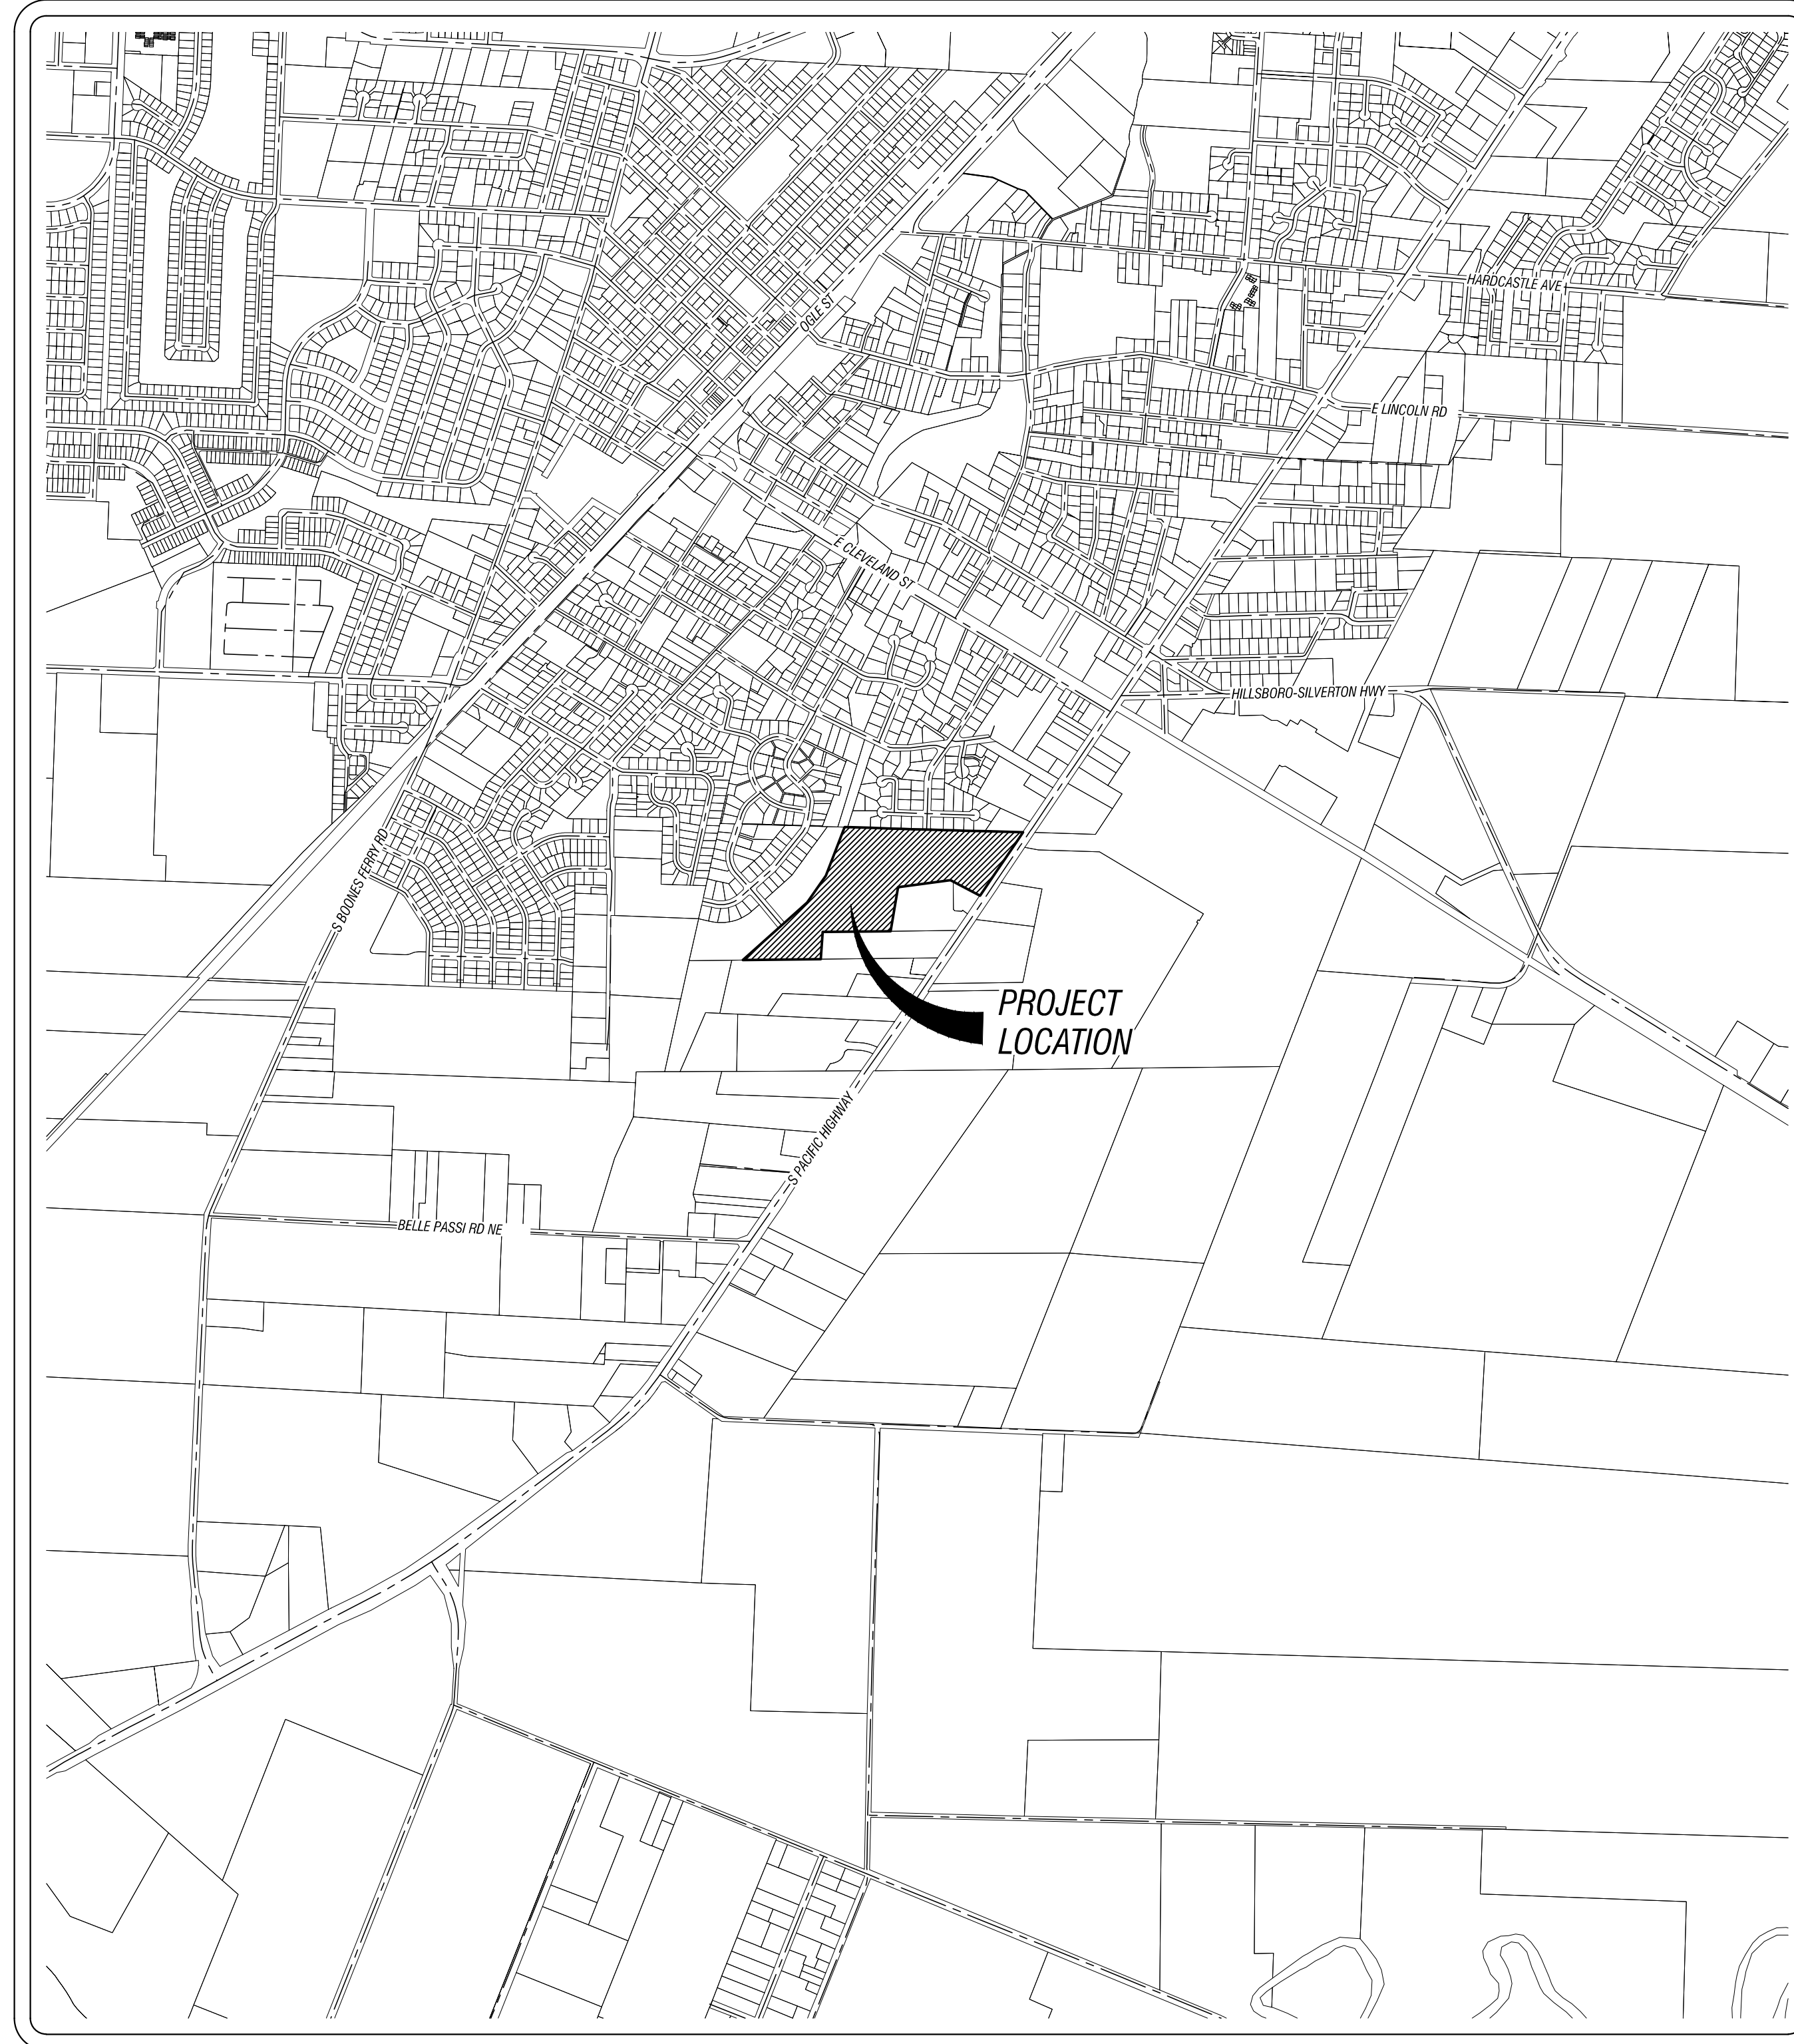 HARDCASTLE AVE
OGLE ST
E LINCOLN RD
E CLEVELAND ST
HILLSBORO-SILVERTON HWY
S BOONES FERRY RD
PROJECT
LOCATION
S PACIFIC HIGHWAY
BELLE PASSI RD NE